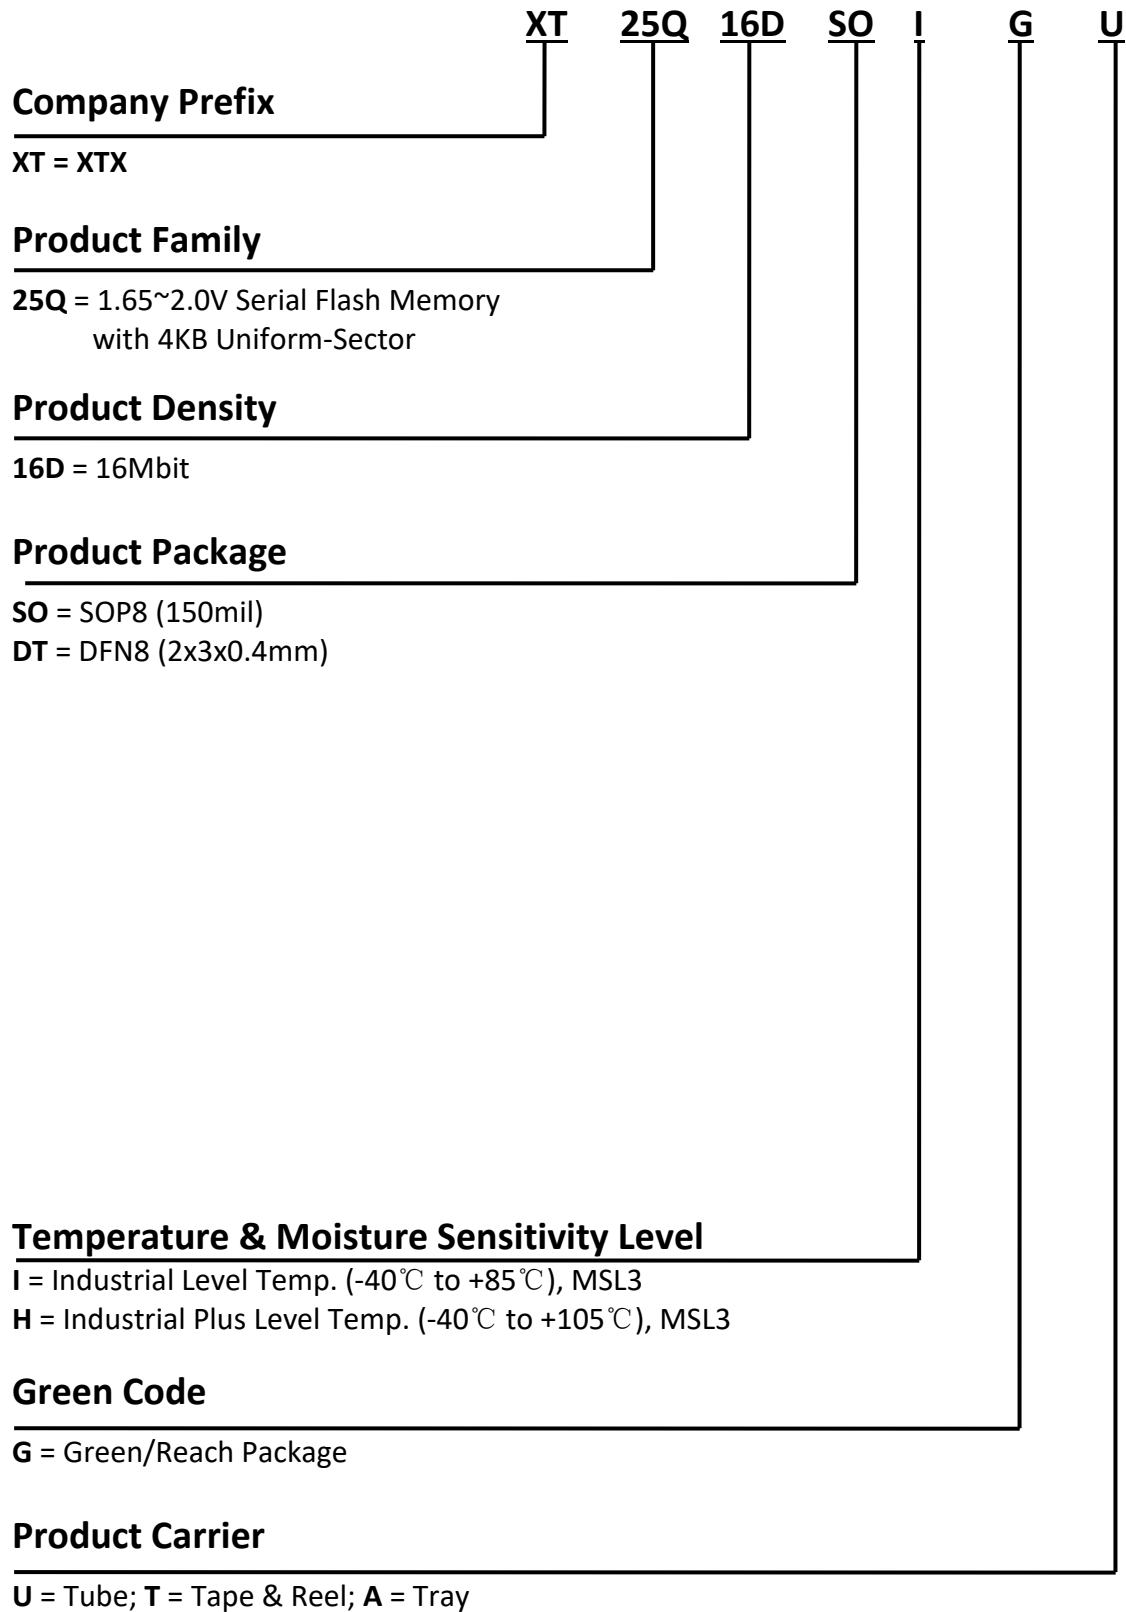 XT 25Q 16D SO I G U
Company Prefix
XT = XTX
Product Family
25Q = 1.65~2.0V Serial Flash Memory
with 4KB Uniform-Sector
Product Density
16D = 16Mbit
Product Package
SO = SOP8 (150mil)
DT = DFN8 (2x3x0.4mm)
Temperature & Moisture Sensitivity Level
I = Industrial Level Temp. (-40℃ to +85℃), MSL3
H = Industrial Plus Level Temp. (-40℃ to +105℃), MSL3
Green Code
G = Green/Reach Package
Product Carrier
U = Tube; T = Tape & Reel; A = Tray